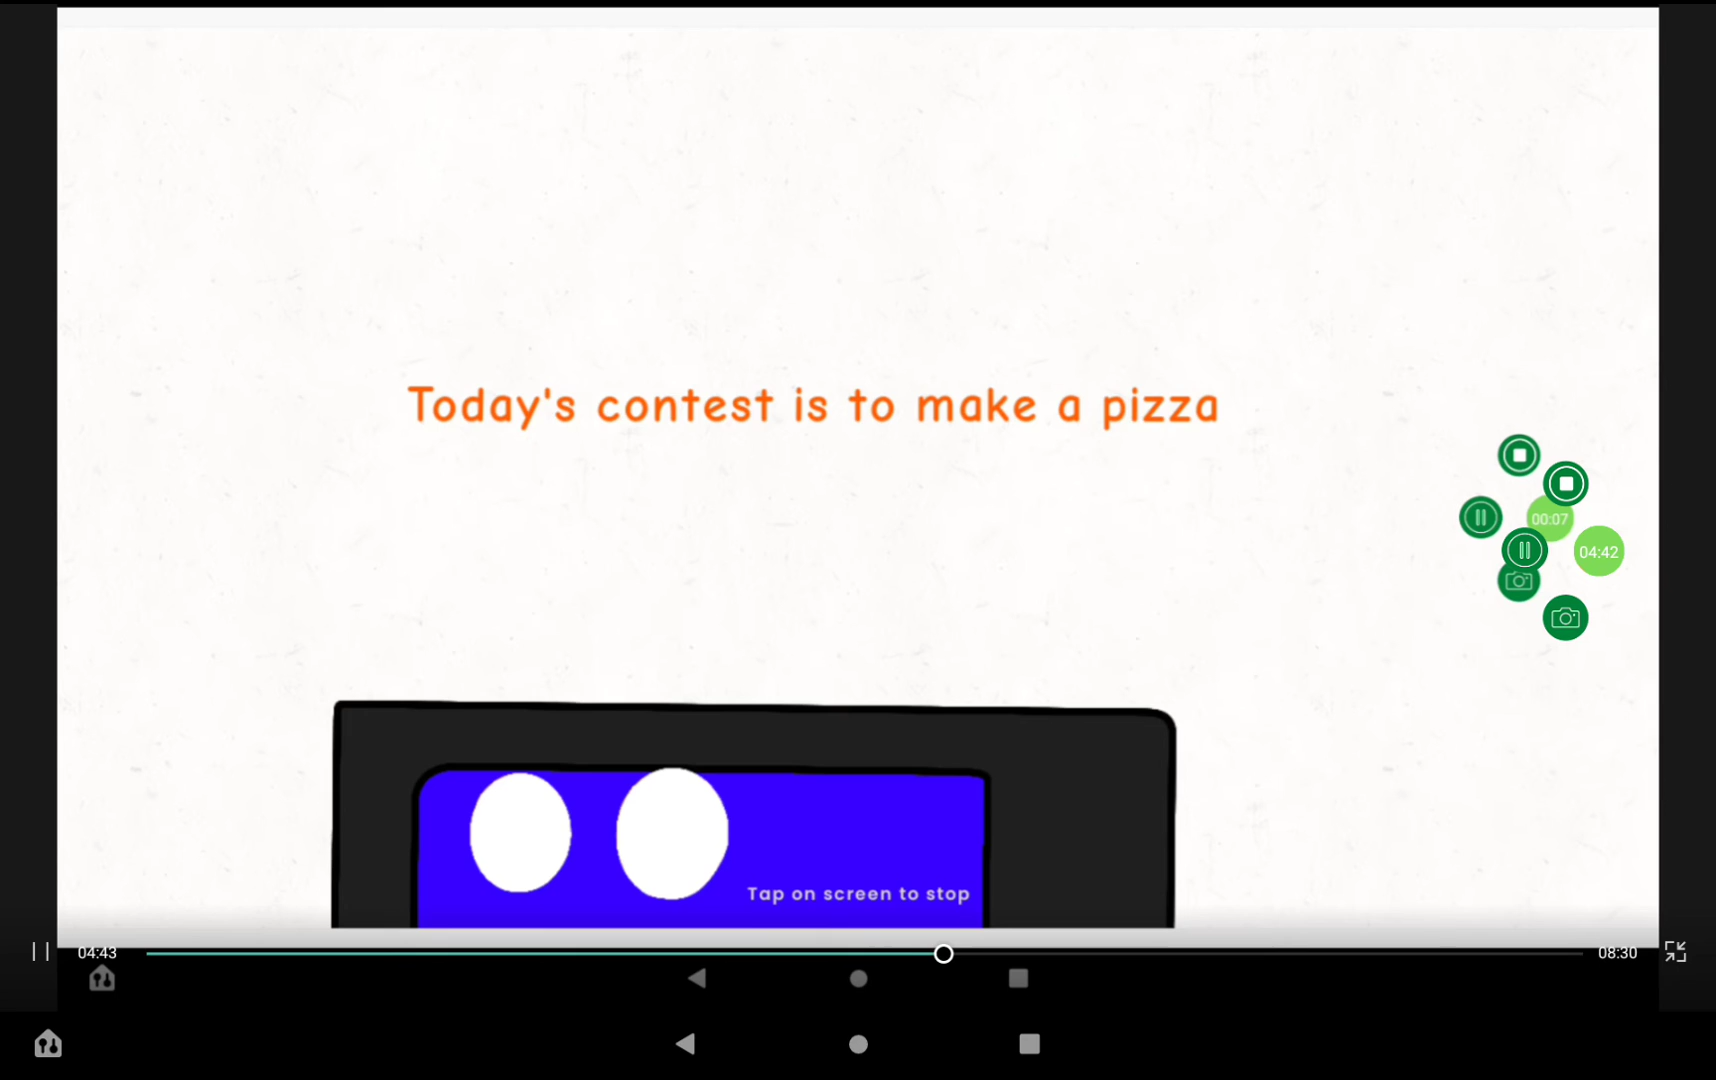 Today's contest is to make a pizza
00:07
04:42
Tap on screen to stop
04:43
08:30